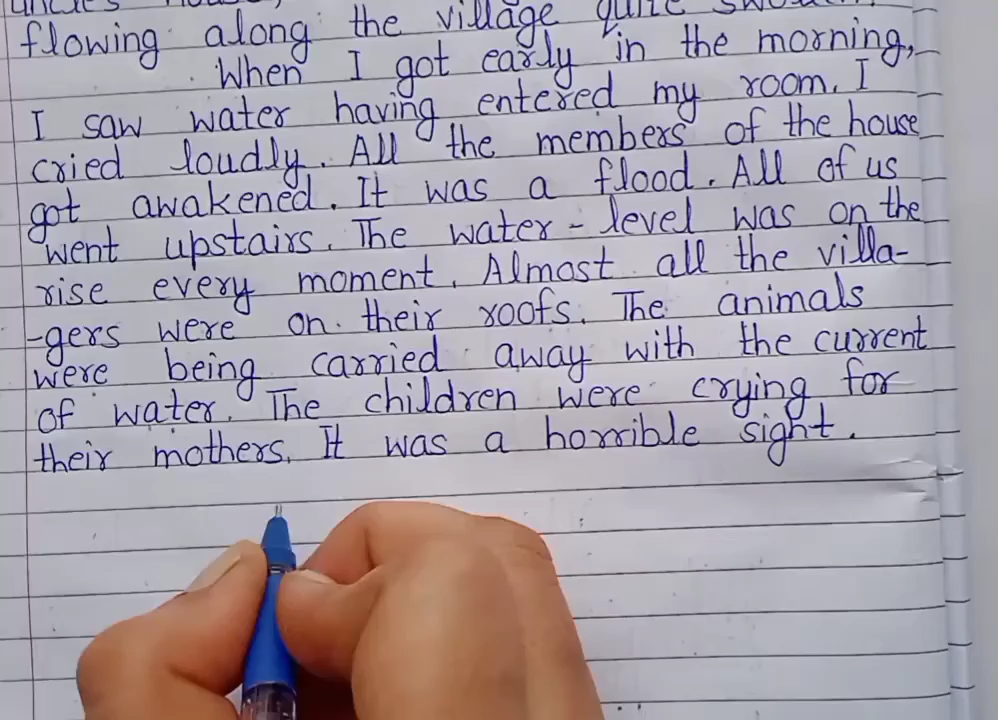 flowing along the village quite
When I got early in the morning,
I saw water having entered my room. I
cried loudly. All the members of the house
got awakened. It was a flood. All of us
went upstairs. The water-level was on the
rise every moment. Almost all the villa-
-gers were on their roofs. The animals
were being carried away with the current
of water. The children were crying for
their mothers. It was a horrible sight.